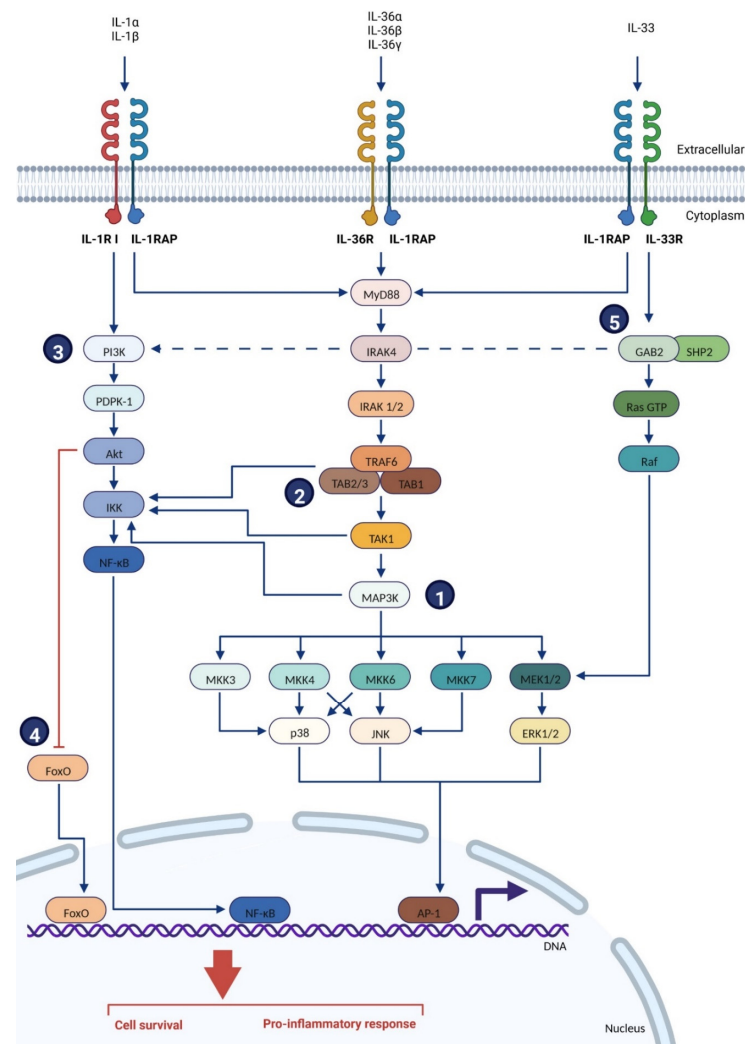 IL-1α
IL-1β
IL-36α
IL-36β
IL-36γ
IL-33
Extracellular
Cytoplasm
IL-1R I
IL-1RAP
IL-36R
IL-1RAP
IL-1RAP
IL-33R
MyD88
5
3
PI3K
IRAK4
GAB2
SHP2
PDPK-1
IRAK 1/2
Ras GTP
Akt
TRAF6
Raf
TAB2/3
TAB1
2
IKK
TAK1
NF-κB
MAP3K
1
MKK3
MKK4
MKK6
MKK7
MEK1/2
4
p38
JNK
ERK1/2
FoxO
FoxO
NF-κB
AP-1
DNA
Cell survival
Pro-inflammatory response
Nucleus